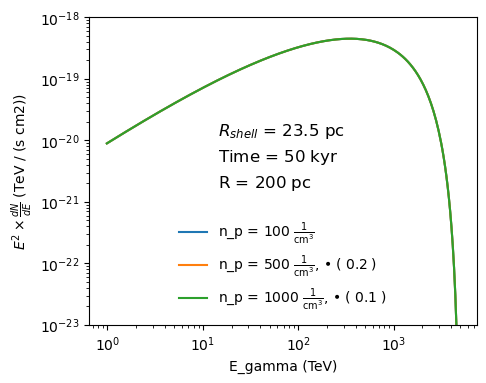 10^-18
10^-19
10^-20
10^-21
10^-22
10^-23
E^2 × dN/dE (TeV / (s cm2))
R_shell = 23.5 pc
Time = 50 kyr
R = 200 pc
n_p = 100 1/cm^3
n_p = 500 1/cm^3, • ( 0.2 )
n_p = 1000 1/cm^3, • ( 0.1 )
10^0 10^1 10^2 10^3
E_gamma (TeV)